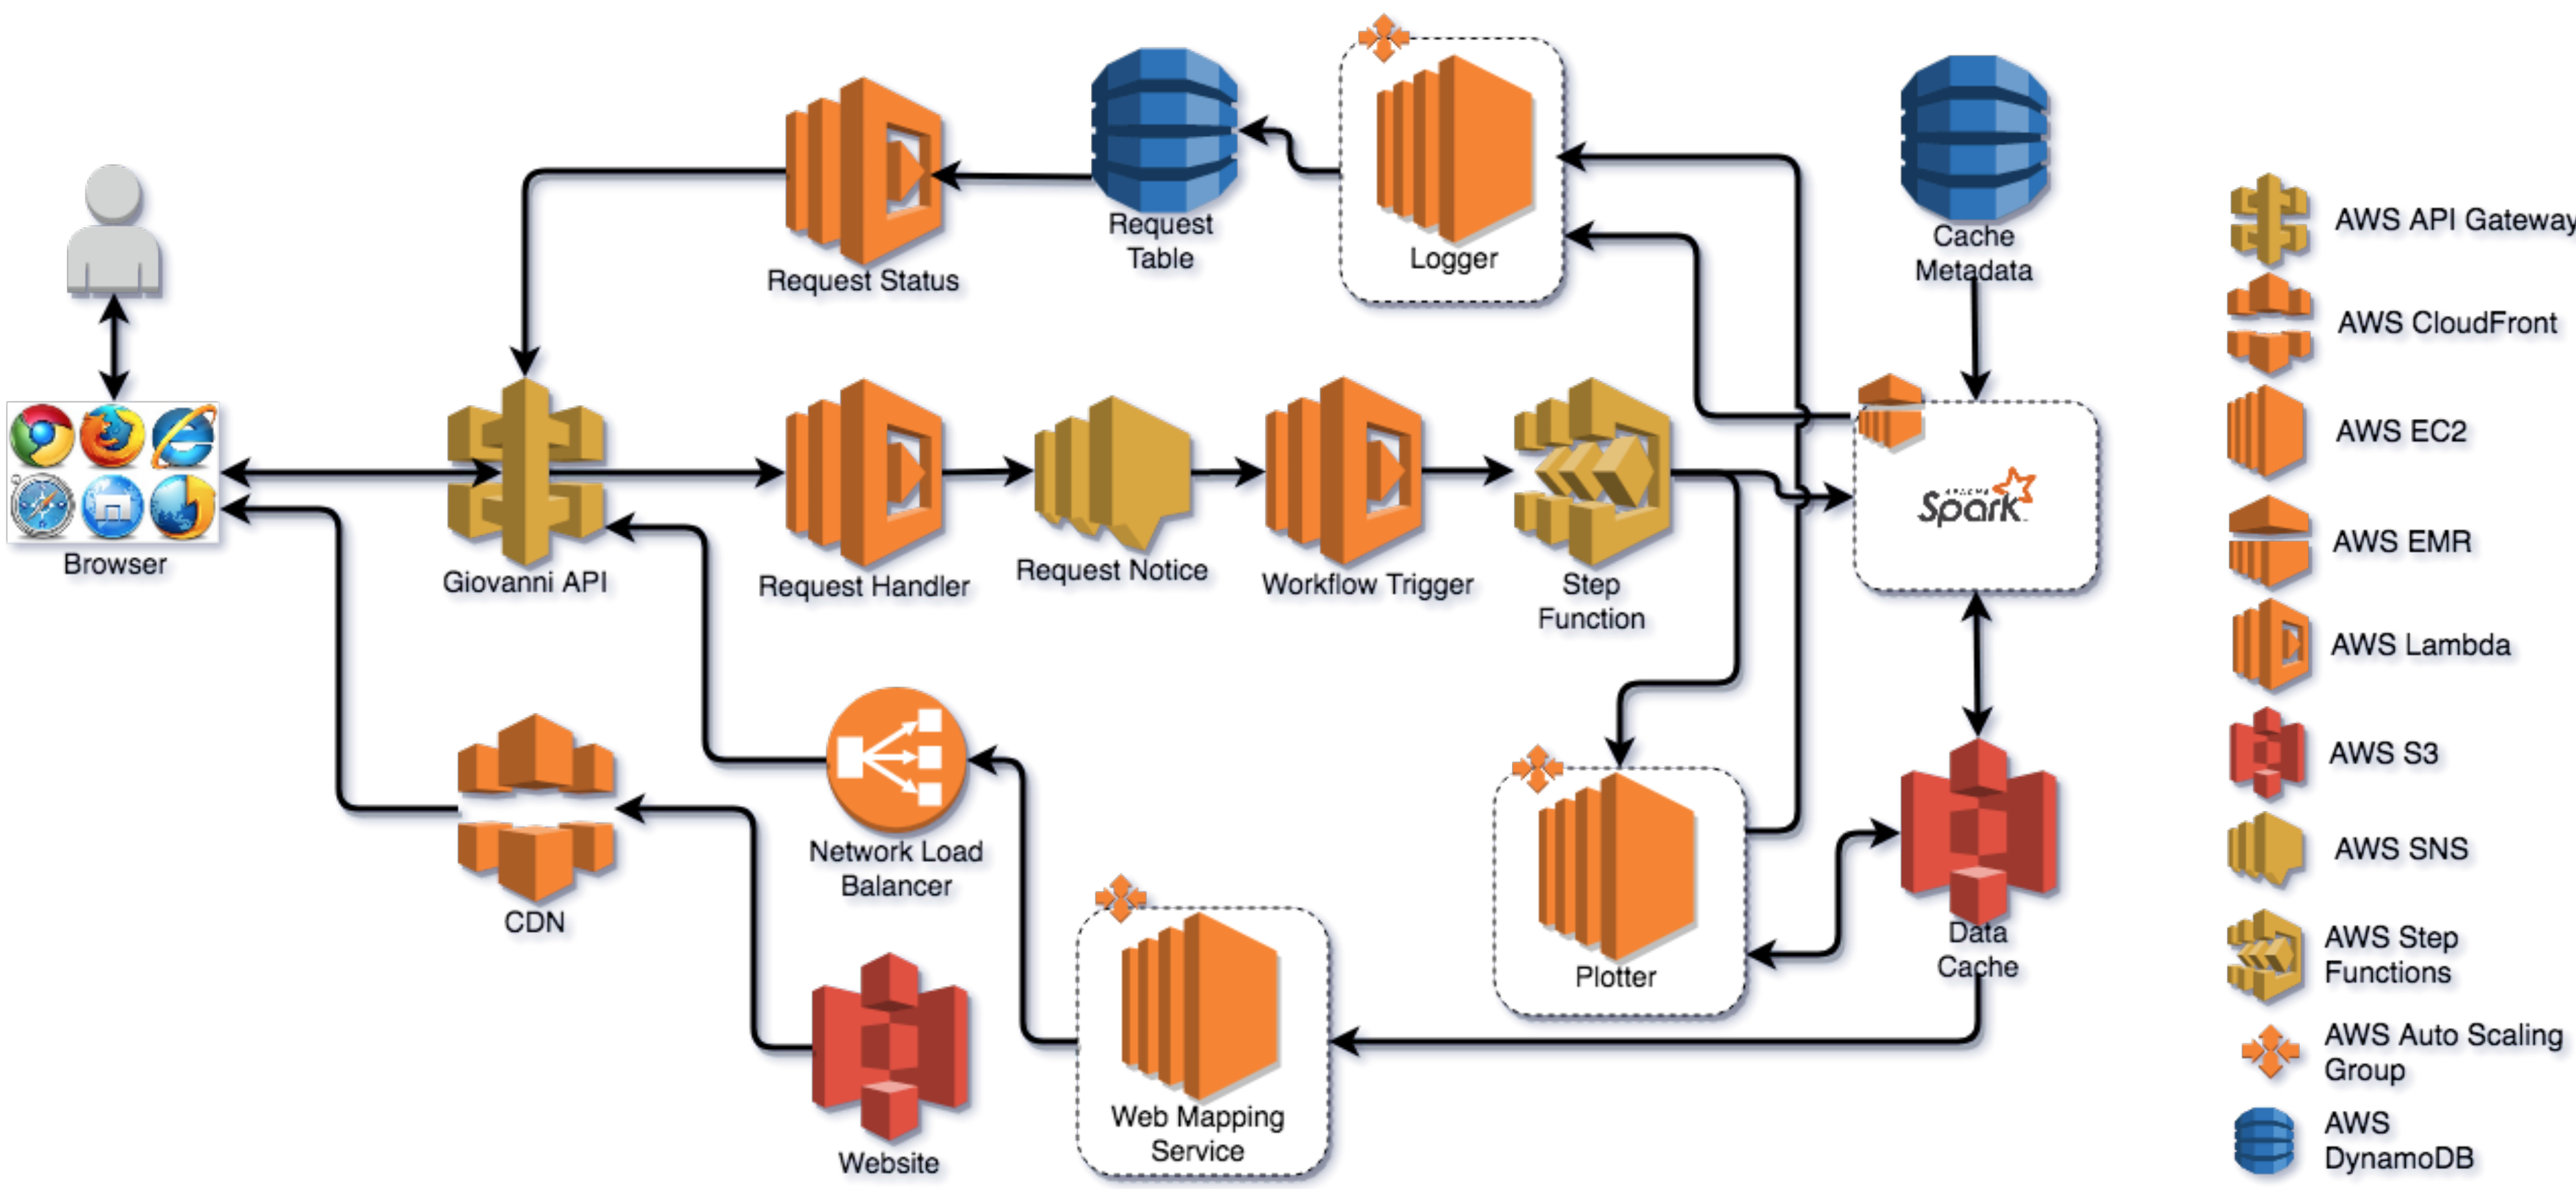 Request
Table
Logger
Cache
Metadata
Request Status
Browser
Giovanni API
Request Handler
Request Notice
Workflow Trigger
Step
Function
APACHE
Spark
Network Load
Balancer
CDN
Data
Cache
Plotter
Web Mapping
Service
Website
AWS API Gateway
AWS CloudFront
AWS EC2
AWS EMR
AWS Lambda
AWS S3
AWS SNS
AWS Step
Functions
AWS Auto Scaling
Group
AWS
DynamoDB